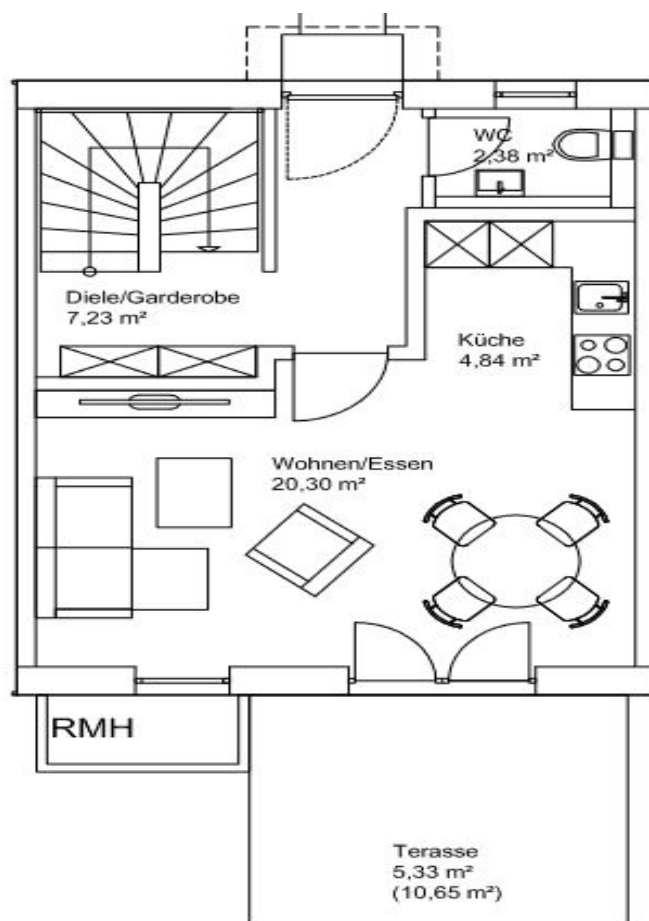 WC
2,38 m²
Diele/Garderobe
7,23 m²
Küche
4,84 m²
Wohnen/Essen
20,30 m²
RMH
Terasse
5,33 m²
(10,65 m²)